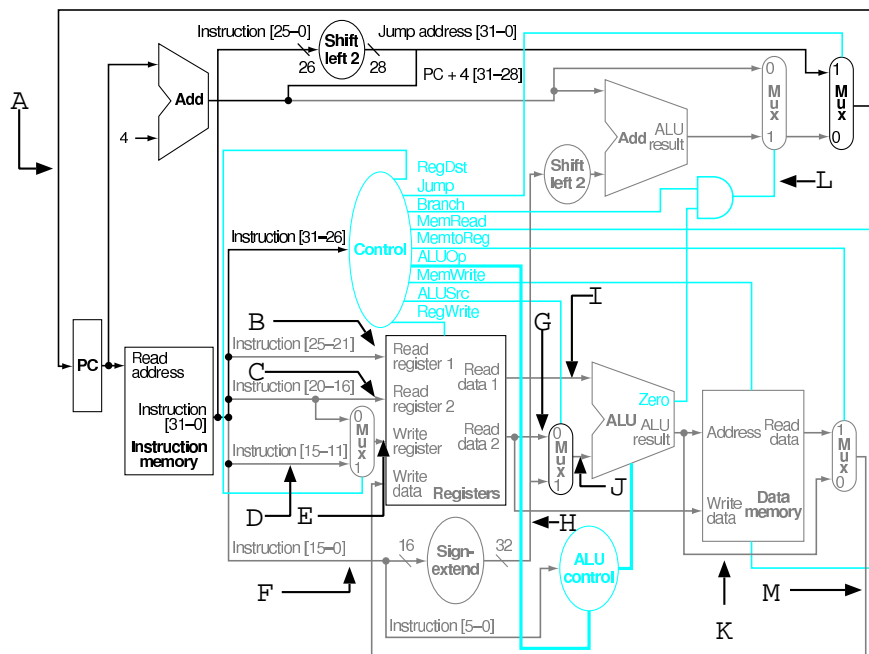 Instruction [25–0]
Shift
left 2
Jump address [31–0]
26
28
PC + 4 [31–28]
A
Add
4
0
Mux
1
1
Mux
0
Add
ALU
result
Shift
left 2
L
RegDst
Jump
Branch
MemRead
MemtoReg
ALUOp
MemWrite
ALUSrc
RegWrite
Instruction [31–26]
Control
I
B
G
PC
Read
address
Instruction
[31–0]
Instruction
memory
Instruction [25–21]
C
Instruction [20–16]
0
Mux
1
Instruction [15–11]
D
E
Read
register 1
Read
register 2
Write
register
Write
data
Read
data 1
Read
data 2
Registers
0
Mux
1
J
H
Zero
ALU
ALU
result
Address
Read
data
Write
data
Data
memory
1
Mux
0
Instruction [15–0]
F
16
Sign-
extend
32
ALU
control
Instruction [5–0]
K
M